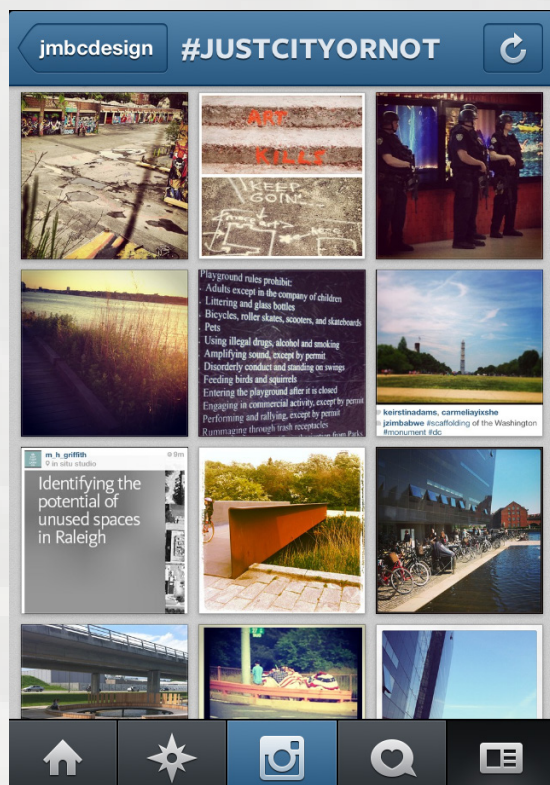 jmbcdesign
#JUSTCITYORNOT
ART
KILLS
KEEP
GOIN'
Playground rules prohibit:
Adults except in the company of children
Littering and glass bottles
Bicycles, roller skates, scooters, and skateboards
Pets
Using illegal drugs, alcohol and smoking
Amplifying sound, except by permit
Disorderly conduct and standing on swings
Feeding birds and squirrels
Entering the playground after it is closed
Engaging in commercial activity, except by permit
Performing and rallying, except by permit
Rummaging through trash receptacles
from Parks
keirstinadams, carmeliayixshe
jzimbabwe #scaffolding of the Washington
#monument #dc
m_h_griffith
9m
in situ studio
Identifying the
potential of
unused spaces
in Raleigh